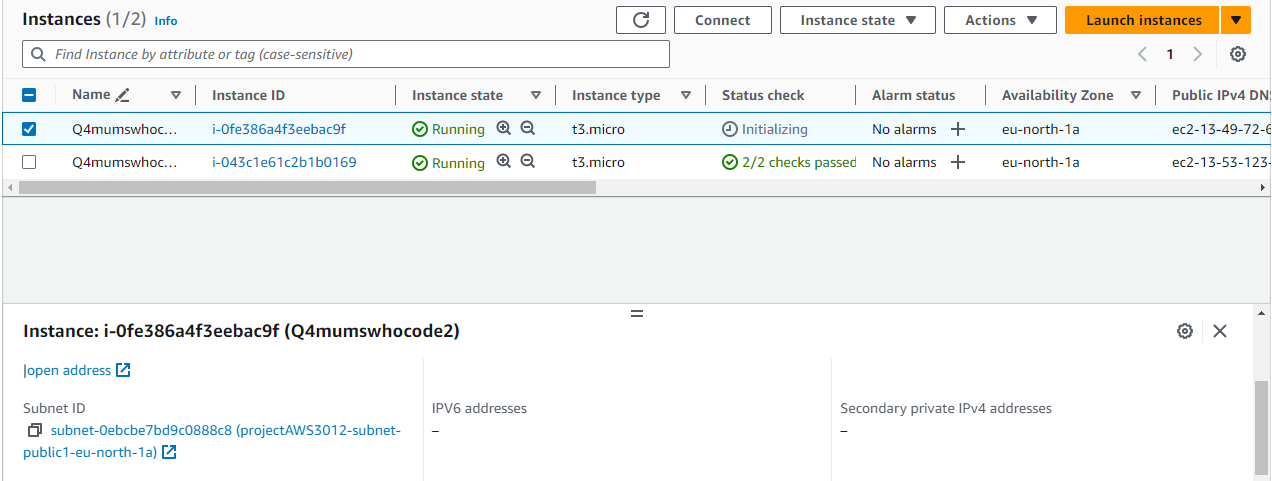 Instances (1/2) Info Connect Instance state Actions Launch instances
Find Instance by attribute or tag (case-sensitive) 1
Name Instance ID Instance state Instance type Status check Alarm status Availability Zone Public IPv4 DN
Q4mumswhoc... i-0fe386a4f3eebac9f Running t3.micro Initializing No alarms + eu-north-1a ec2-13-49-72-6
Q4mumswhoc... i-043c1e61c2b1b0169 Running t3.micro 2/2 checks passed No alarms + eu-north-1a ec2-13-53-123-
Instance: i-0fe386a4f3eebac9f (Q4mumswhocode2)
|open address
Subnet ID IPV6 addresses Secondary private IPv4 addresses
subnet-0ebcbe7bd9c0888c8 (projectAWS3012-subnet- – –
public1-eu-north-1a)